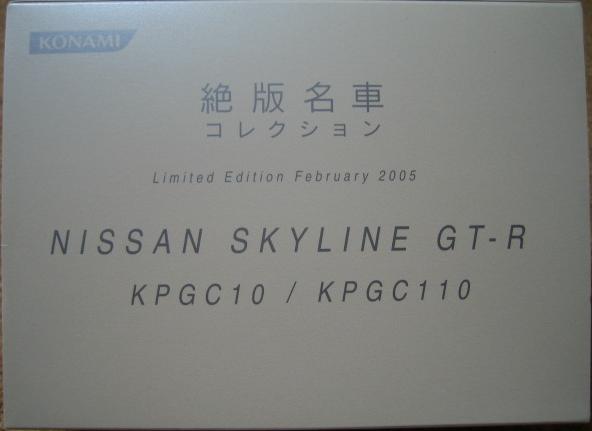 KONAMI
絶版名車
コレクション
Limited Edition February 2005
NISSAN SKYLINE GT-R
KPGC10 / KPGC110